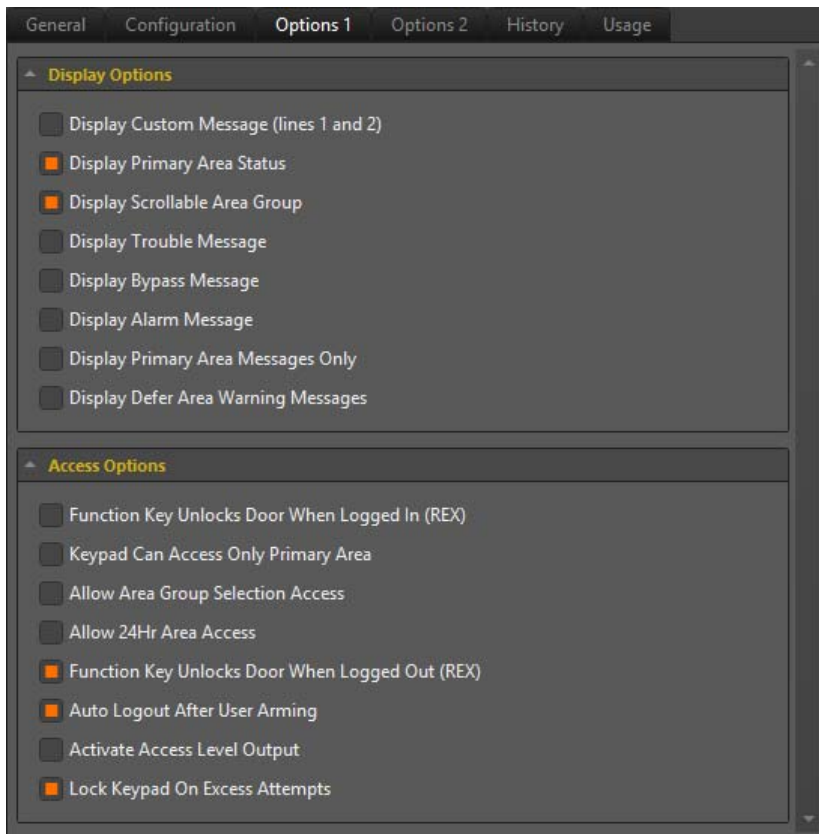 General Configuration Options 1 Options 2 History Usage
Display Options
Display Custom Message (lines 1 and 2)
Display Primary Area Status
Display Scrollable Area Group
Display Trouble Message
Display Bypass Message
Display Alarm Message
Display Primary Area Messages Only
Display Defer Area Warning Messages
Access Options
Function Key Unlocks Door When Logged In (REX)
Keypad Can Access Only Primary Area
Allow Area Group Selection Access
Allow 24Hr Area Access
Function Key Unlocks Door When Logged Out (REX)
Auto Logout After User Arming
Activate Access Level Output
Lock Keypad On Excess Attempts